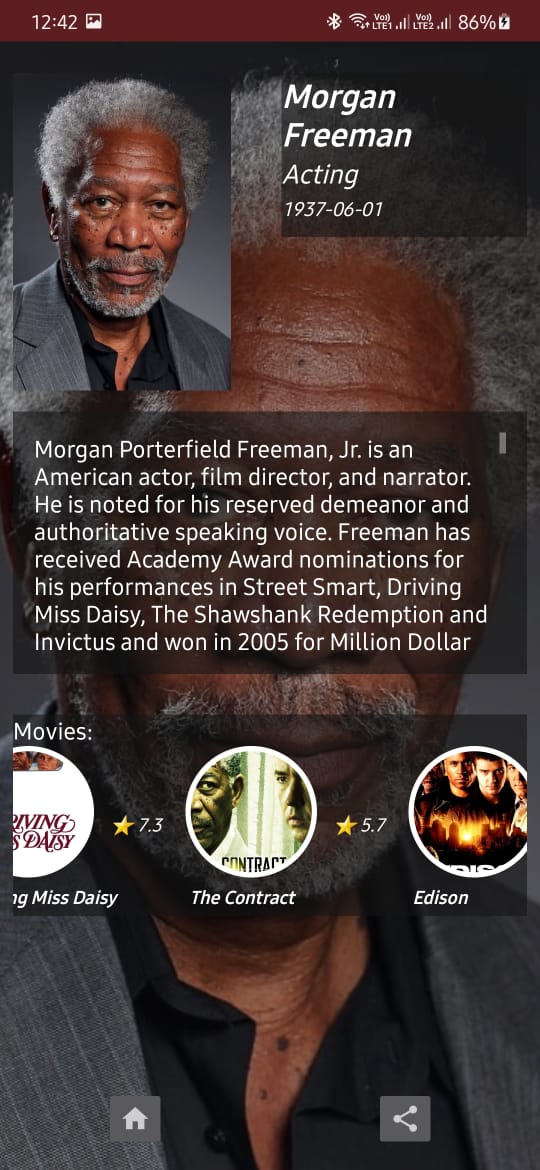 12:42
Vo)) LTE1 Vo)) LTE2 86%
Morgan
Freeman
Acting
1937-06-01
Morgan Porterfield Freeman, Jr. is an
American actor, film director, and narrator.
He is noted for his reserved demeanor and
authoritative speaking voice. Freeman has
received Academy Award nominations for
his performances in Street Smart, Driving
Miss Daisy, The Shawshank Redemption and
Invictus and won in 2005 for Million Dollar
Movies:
RIVING
S DAISY
7.3
CONTRACT
5.7
ng Miss Daisy
The Contract
Edison